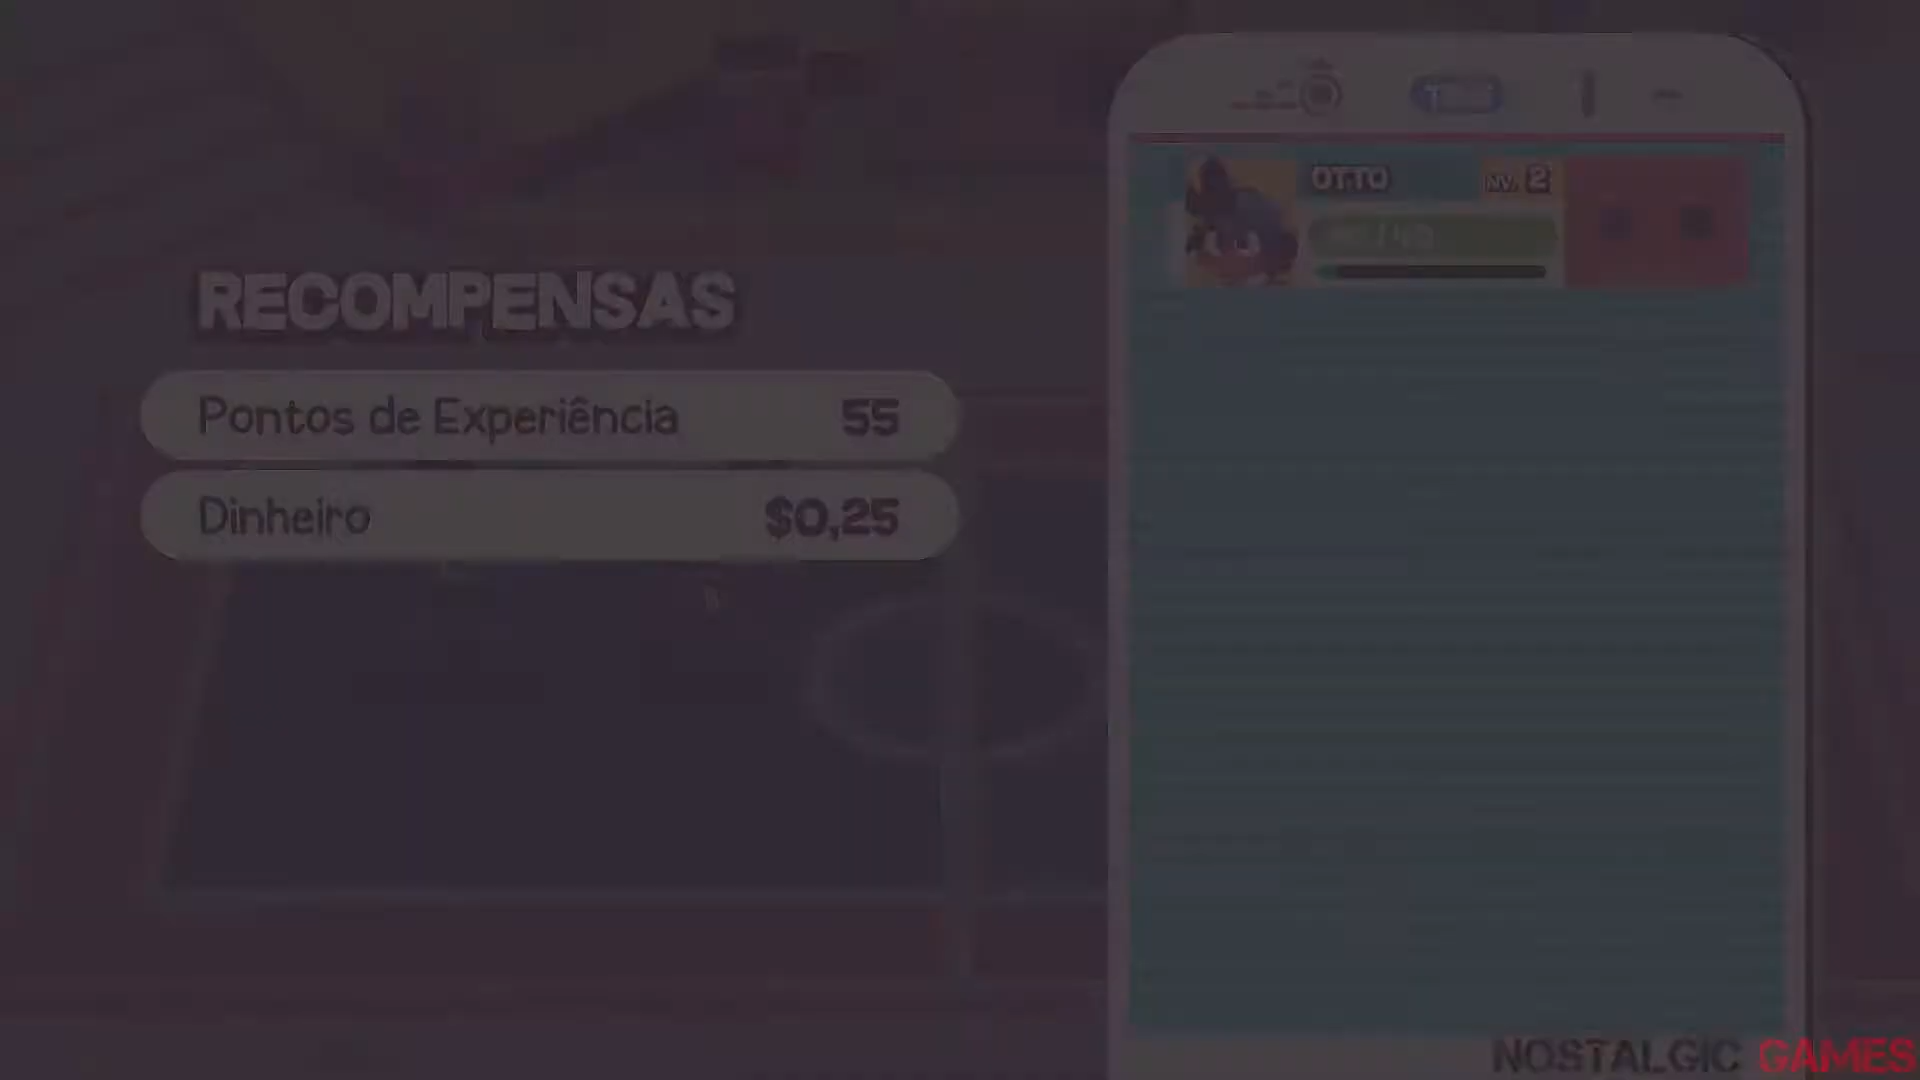 RECOMPENSAS
Pontos de Experiência 55
Dinheiro $0,25
OTTO NV. 2
NOSTALGIC GAMES